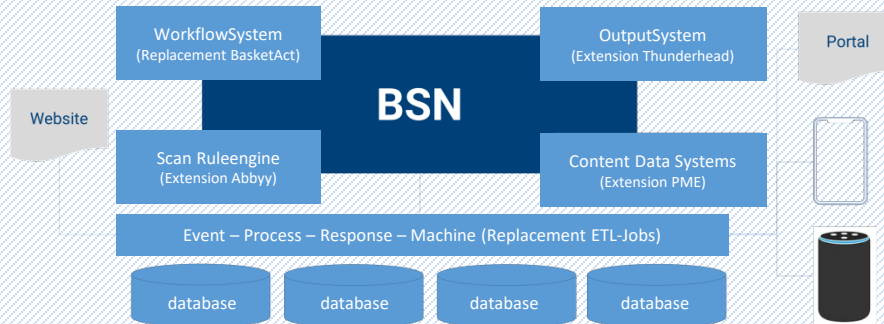 WorkflowSystem
(Replacement BasketAct)
OutputSystem
(Extension Thunderhead)
Portal
BSN
Website
Scan Ruleengine
(Extension Abbyy)
Content Data Systems
(Extension PME)
Event – Process – Response – Machine (Replacement ETL-Jobs)
database
database
database
database